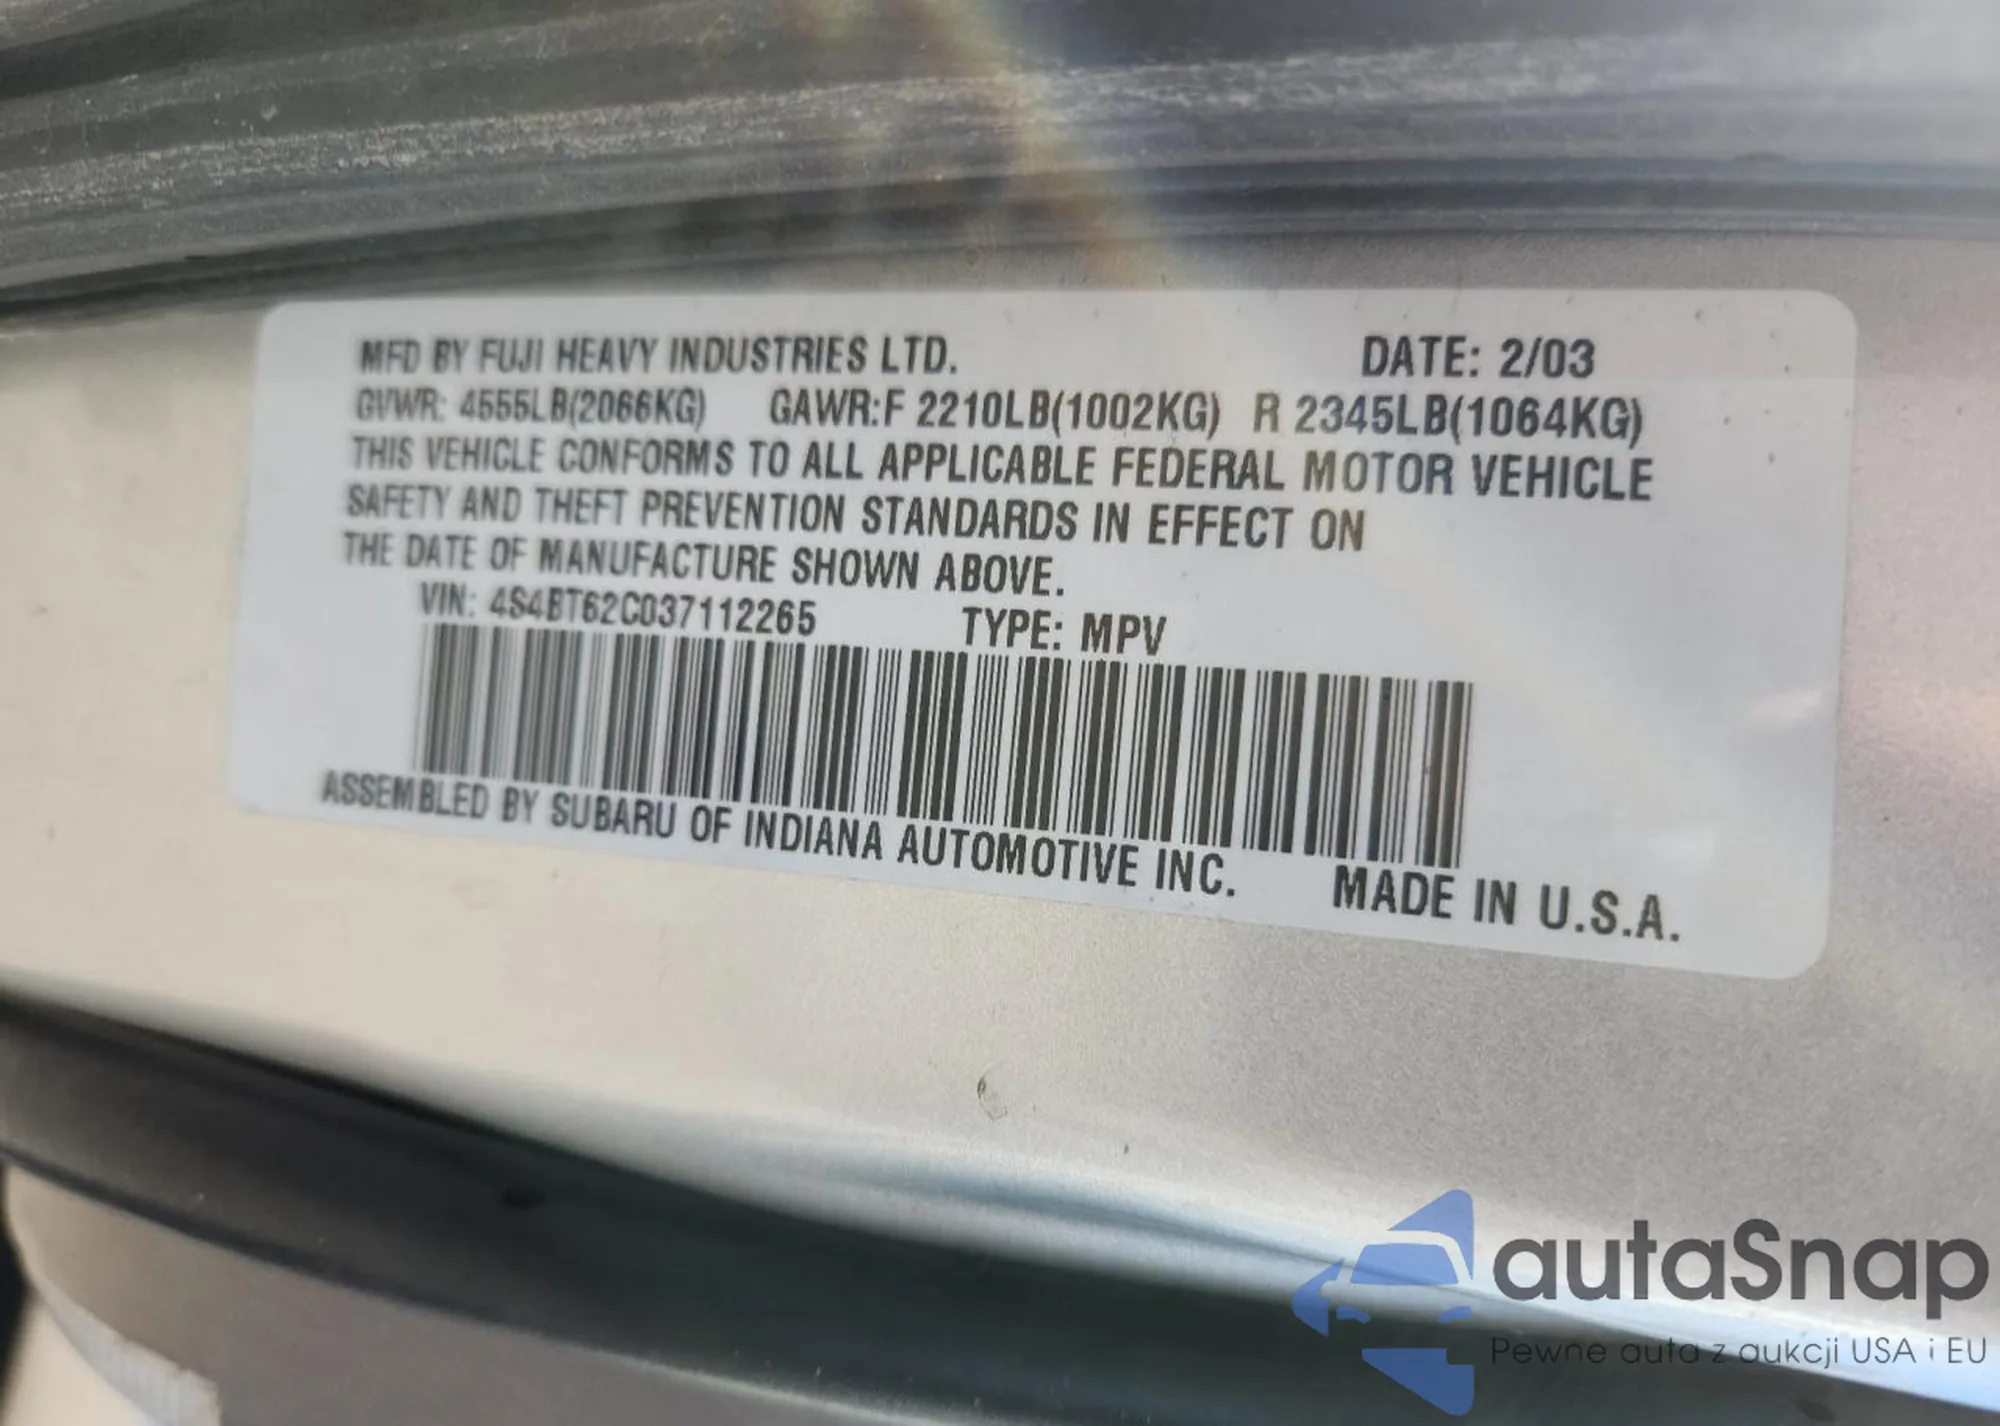 MFD BY FUJI HEAVY INDUSTRIES LTD. DATE: 2/03
GVWR: 4555LB(2066KG) GAWR:F 2210LB(1002KG) R 2345LB(1064KG)
THIS VEHICLE CONFORMS TO ALL APPLICABLE FEDERAL MOTOR VEHICLE
SAFETY AND THEFT PREVENTION STANDARDS IN EFFECT ON
THE DATE OF MANUFACTURE SHOWN ABOVE.
VIN: 4S4BT62C037112265 TYPE: MPV
ASSEMBLED BY SUBARU OF INDIANA AUTOMOTIVE INC. MADE IN U.S.A.
autaSnap
Pewne auta z aukcji USA i EU